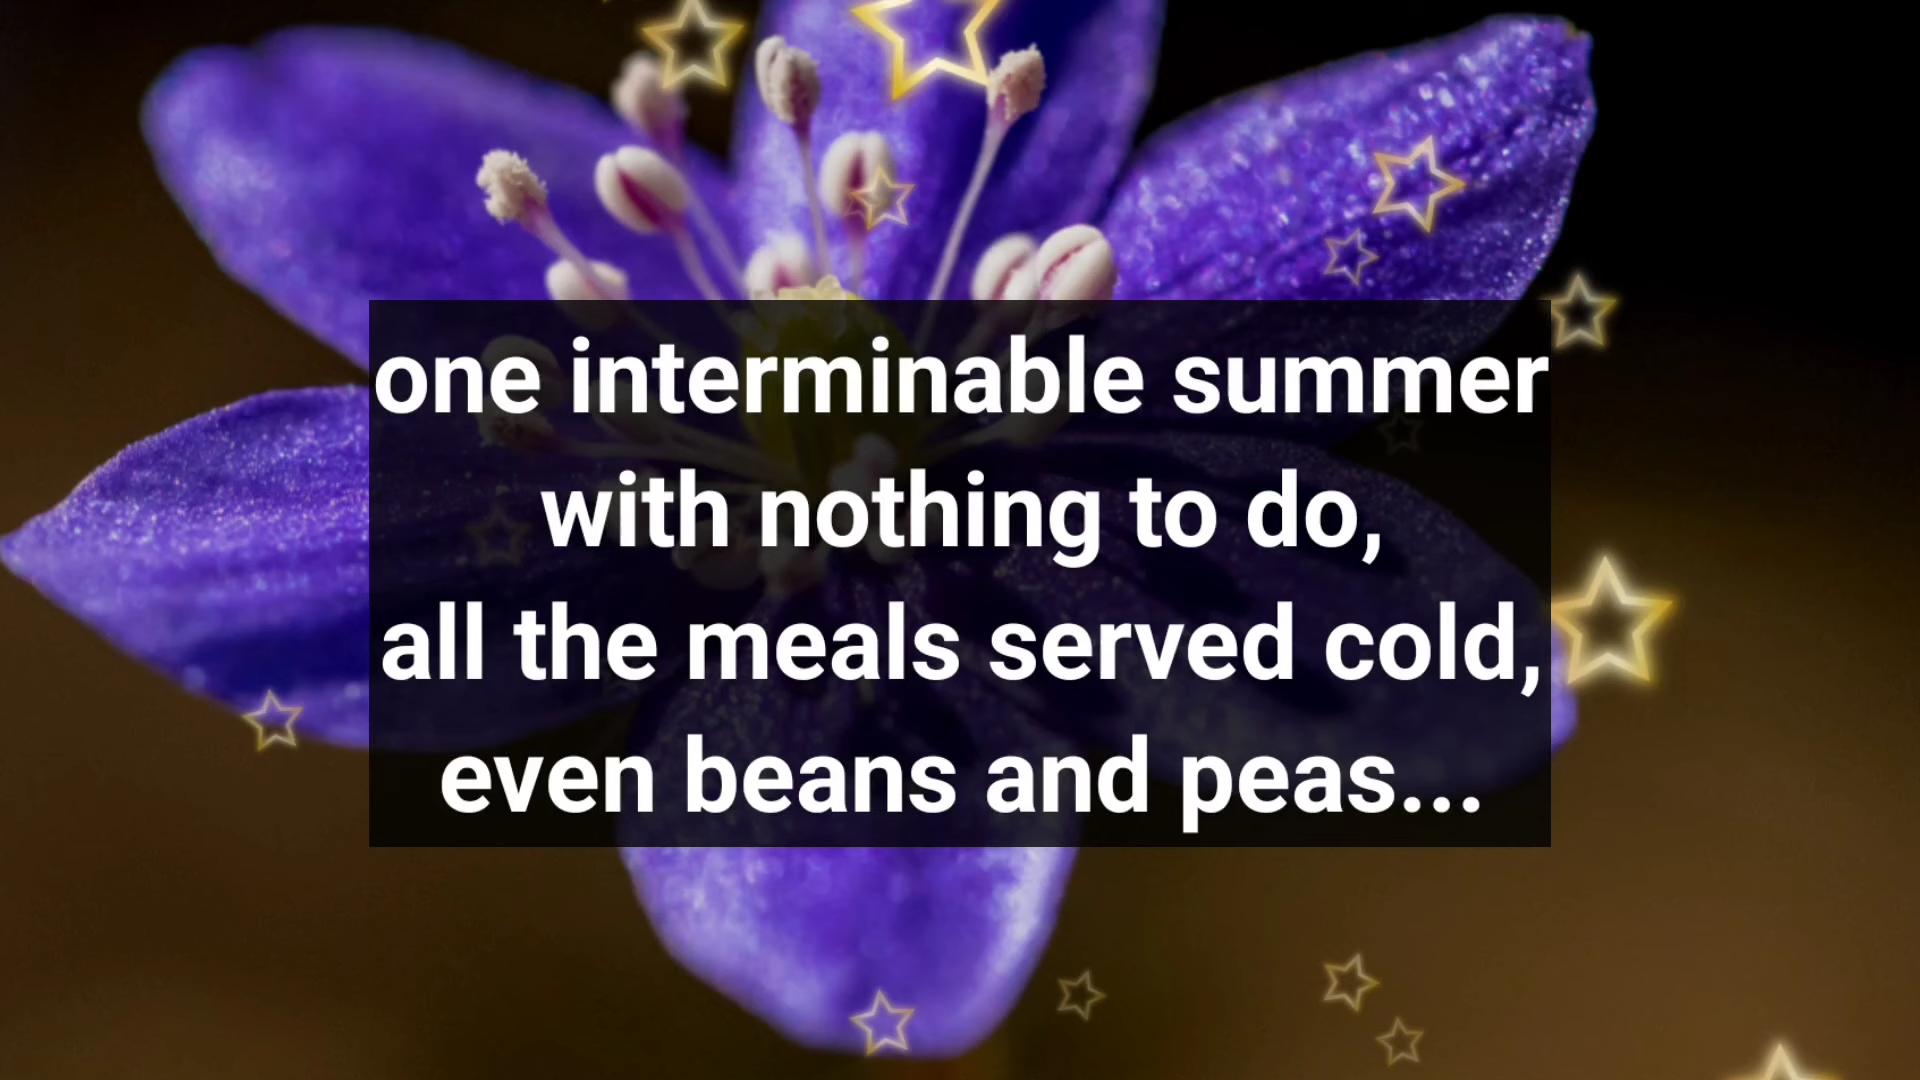 one interminable summer
with nothing to do,
all the meals served cold,
even beans and peas...